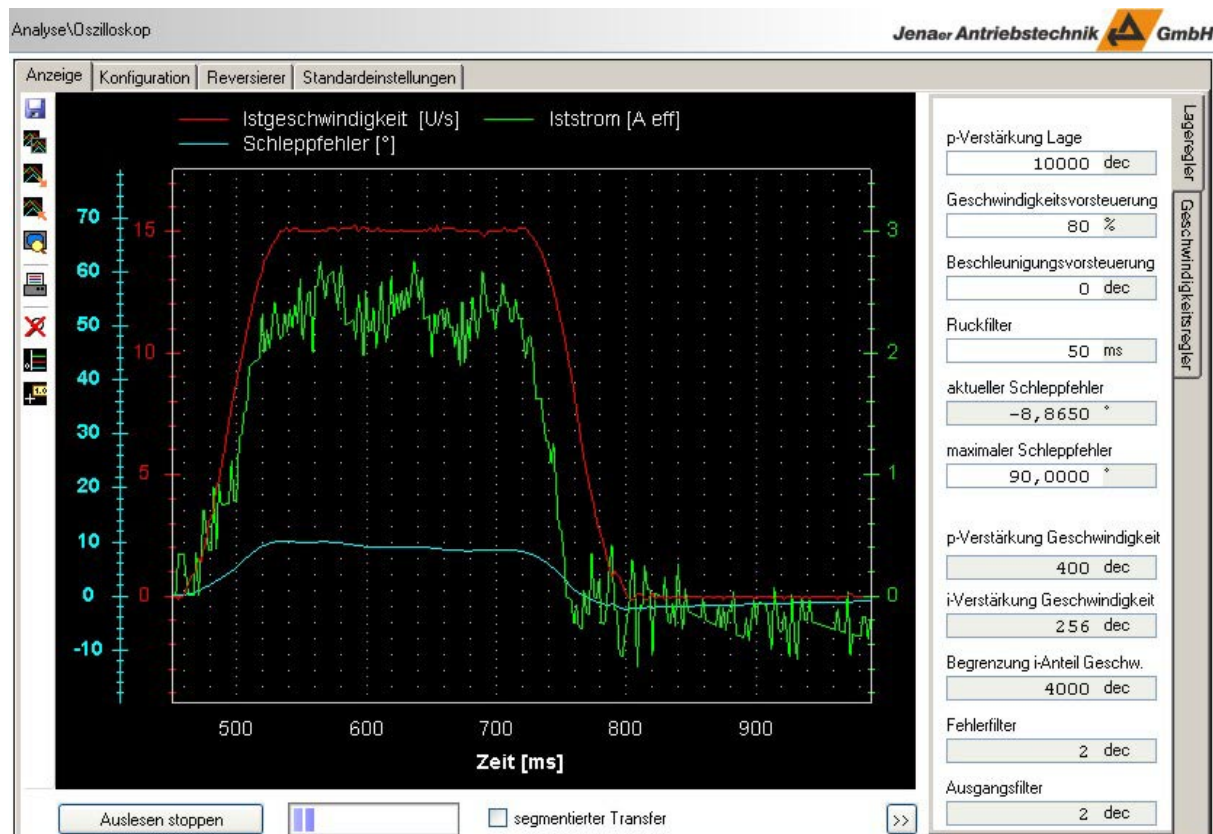 Analyse\Oszilloskop
Jenaer Antriebstechnik GmbH
Anzeige Konfiguration Reversierer Standardeinstellungen
Istgeschwindigkeit [U/s] Iststrom [A eff]
Schleppfehler [°]
70
60
50
40
30
20
10
0
-10
15
10
5
0
3
2
1
0
500 600 700 800 900
Zeit [ms]
Auslesen stoppen
segmentierter Transfer
>>
p-Verstärkung Lage
10000 dec
Geschwindigkeitsvorsteuerung
80 %
Beschleunigungsvorsteuerung
0 dec
Ruckfilter
50 ms
aktueller Schleppfehler
-8,8650 °
maximaler Schleppfehler
90,0000 °
p-Verstärkung Geschwindigkeit
400 dec
i-Verstärkung Geschwindigkeit
256 dec
Begrenzung i-Anteil Geschw.
4000 dec
Fehlerfilter
2 dec
Ausgangsfilter
2 dec
Lageregler
Geschwindigkeitsregler